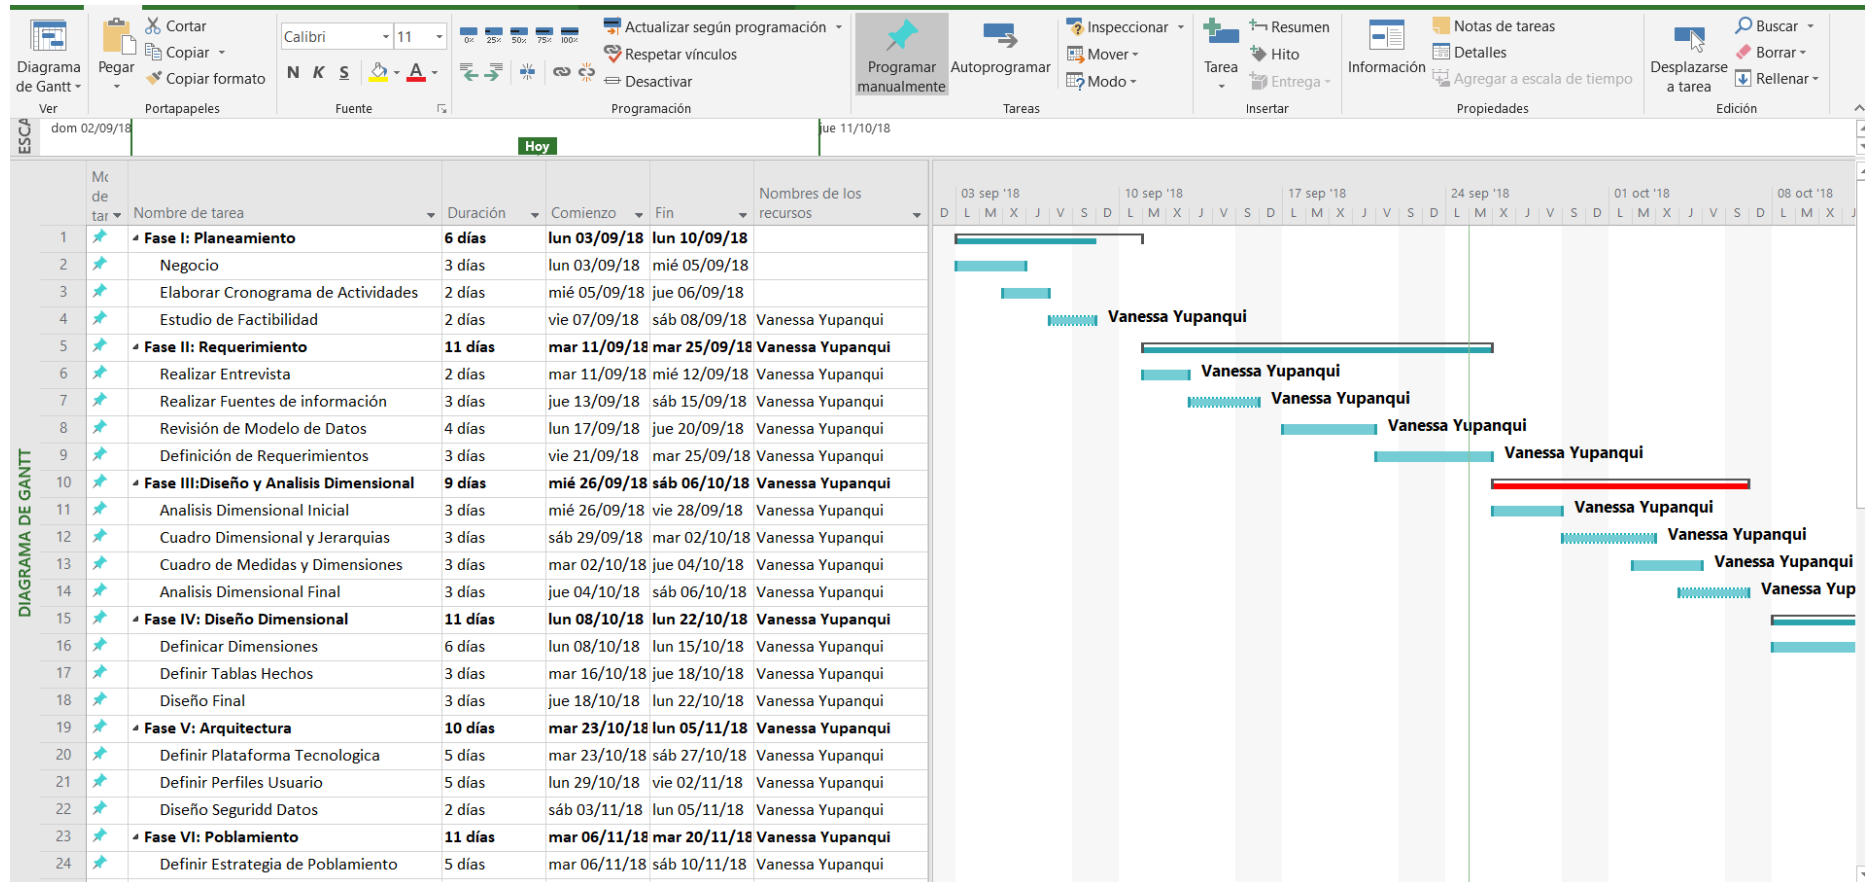 Diagrama de Gantt
Ver
Pegar
Cortar
Copiar
Copiar formato
Portapapeles
Calibri 11
N K S A
Fuente
0% 25% 50% 75% 100%
Actualizar según programación
Respetar vínculos
Desactivar
Programación
Programar manualmente
Autoprogramar
Inspeccionar
Mover
Modo
Tareas
Tarea
Resumen
Hito
Entrega
Insertar
Información
Notas de tareas
Detalles
Agregar a escala de tiempo
Propiedades
Desplazarse a tarea
Buscar
Borrar
Rellenar
Edición
ESCA
dom 02/09/18
Hoy
jue 11/10/18
DIAGRAMA DE GANTT
Mo de tar Nombre de tarea Duración Comienzo Fin Nombres de los recursos
03 sep '18 10 sep '18 17 sep '18 24 sep '18 01 oct '18 08 oct '18
D L M X J V S D L M X J V S D L M X J V S D L M X J V S D L M X J V S D L M X J
1 Fase I: Planeamiento 6 días lun 03/09/18 lun 10/09/18
2 Negocio 3 días lun 03/09/18 mié 05/09/18
3 Elaborar Cronograma de Actividades 2 días mié 05/09/18 jue 06/09/18
4 Estudio de Factibilidad 2 días vie 07/09/18 sáb 08/09/18 Vanessa Yupanqui Vanessa Yupanqui
5 Fase II: Requerimiento 11 días mar 11/09/18 mar 25/09/18 Vanessa Yupanqui
6 Realizar Entrevista 2 días mar 11/09/18 mié 12/09/18 Vanessa Yupanqui Vanessa Yupanqui
7 Realizar Fuentes de información 3 días jue 13/09/18 sáb 15/09/18 Vanessa Yupanqui Vanessa Yupanqui
8 Revisión de Modelo de Datos 4 días lun 17/09/18 jue 20/09/18 Vanessa Yupanqui Vanessa Yupanqui
9 Definición de Requerimientos 3 días vie 21/09/18 mar 25/09/18 Vanessa Yupanqui Vanessa Yupanqui
10 Fase III:Diseño y Analisis Dimensional 9 días mié 26/09/18 sáb 06/10/18 Vanessa Yupanqui
11 Analisis Dimensional Inicial 3 días mié 26/09/18 vie 28/09/18 Vanessa Yupanqui Vanessa Yupanqui
12 Cuadro Dimensional y Jerarquias 3 días sáb 29/09/18 mar 02/10/18 Vanessa Yupanqui Vanessa Yupanqui
13 Cuadro de Medidas y Dimensiones 3 días mar 02/10/18 jue 04/10/18 Vanessa Yupanqui Vanessa Yupanqui
14 Analisis Dimensional Final 3 días jue 04/10/18 sáb 06/10/18 Vanessa Yupanqui Vanessa Yup
15 Fase IV: Diseño Dimensional 11 días lun 08/10/18 lun 22/10/18 Vanessa Yupanqui
16 Definicar Dimensiones 6 días lun 08/10/18 lun 15/10/18 Vanessa Yupanqui
17 Definir Tablas Hechos 3 días mar 16/10/18 jue 18/10/18 Vanessa Yupanqui
18 Diseño Final 3 días jue 18/10/18 lun 22/10/18 Vanessa Yupanqui
19 Fase V: Arquitectura 10 días mar 23/10/18 lun 05/11/18 Vanessa Yupanqui
20 Definir Plataforma Tecnologica 5 días mar 23/10/18 sáb 27/10/18 Vanessa Yupanqui
21 Definir Perfiles Usuario 5 días lun 29/10/18 vie 02/11/18 Vanessa Yupanqui
22 Diseño Seguridd Datos 2 días sáb 03/11/18 lun 05/11/18 Vanessa Yupanqui
23 Fase VI: Poblamiento 11 días mar 06/11/18 mar 20/11/18 Vanessa Yupanqui
24 Definir Estrategia de Poblamiento 5 días mar 06/11/18 sáb 10/11/18 Vanessa Yupanqui